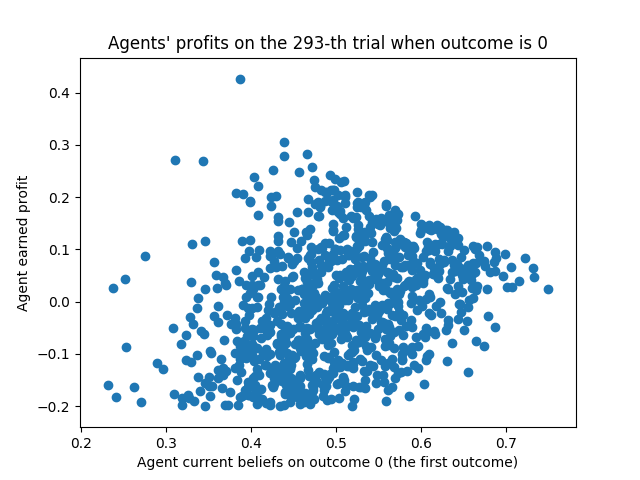 Agents' profits on the 293-th trial when outcome is 0
Agent earned profit
0.4
0.3
0.2
0.1
0.0
−0.1
−0.2
0.2 0.3 0.4 0.5 0.6 0.7
Agent current beliefs on outcome 0 (the first outcome)